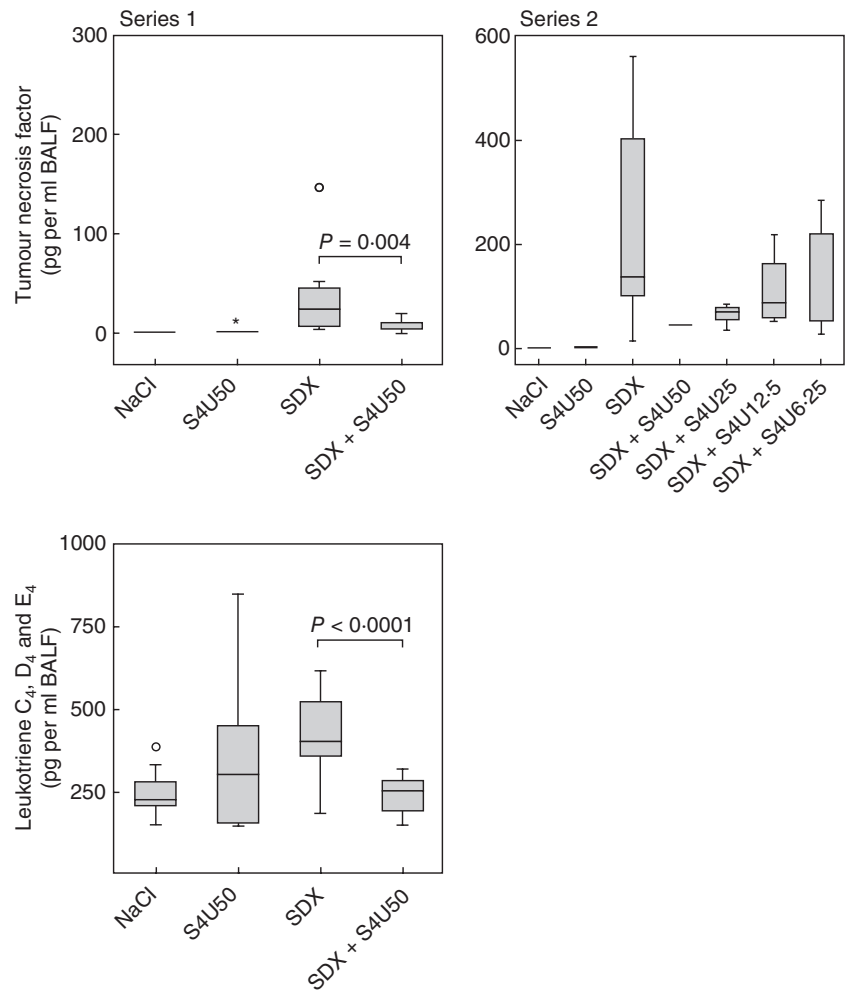 Series 1
Tumour necrosis factor
(pg per ml BALF)
300
200
100
0
*
P = 0·004
NaCl
S4U50
SDX
SDX + S4U50
Series 2
600
400
200
0
NaCl
S4U50
SDX
SDX + S4U50
SDX + S4U25
SDX + S4U12·5
SDX + S4U6·25
Leukotriene C₄, D₄ and E₄
(pg per ml BALF)
1000
750
500
250
P < 0·0001
NaCl
S4U50
SDX
SDX + S4U50